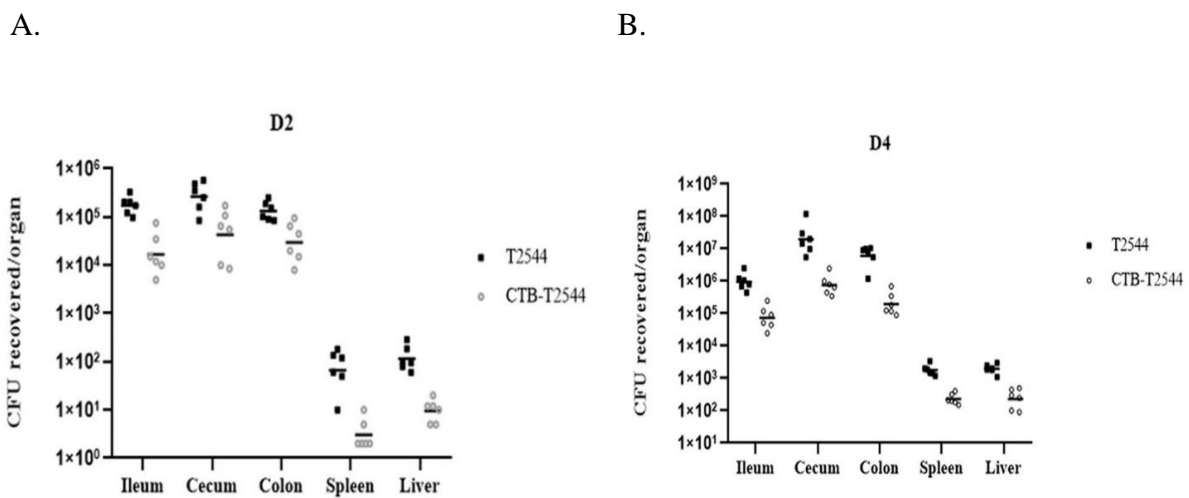 A.
B.
D2
CFU recovered/organ
1×10⁶
1×10⁵
1×10⁴
1×10³
1×10²
1×10¹
1×10⁰
Ileum Cecum Colon Spleen Liver
T2544
CTB-T2544
D4
CFU recovered/organ
1×10⁹
1×10⁸
1×10⁷
1×10⁶
1×10⁵
1×10⁴
1×10³
1×10²
1×10¹
Ileum Cecum Colon Spleen Liver
T2544
CTB-T2544